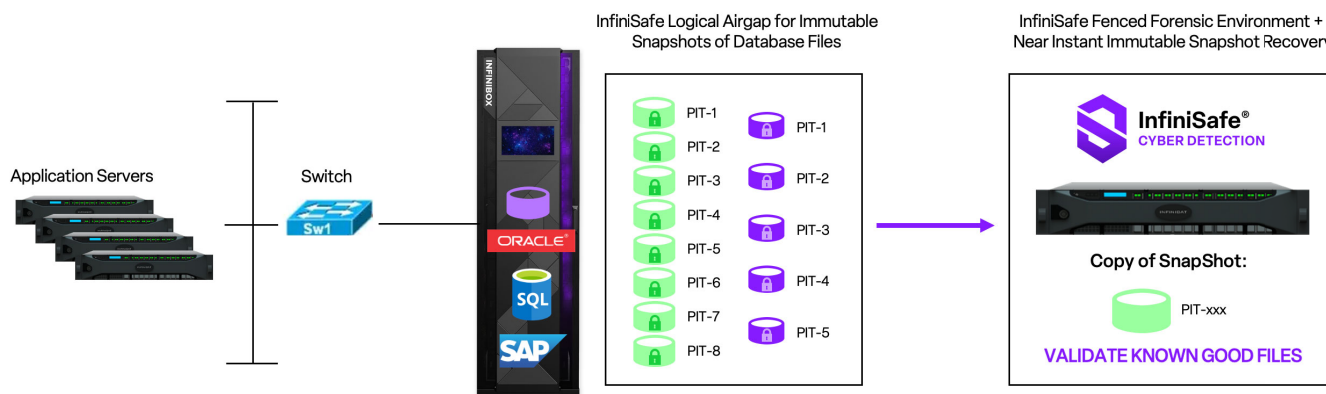 Application Servers
Switch
Sw1
INFINIBOX
ORACLE®
SQL
SAP
InfiniSafe Logical Airgap for Immutable
Snapshots of Database Files
PIT-1
PIT-2
PIT-3
PIT-4
PIT-5
PIT-6
PIT-7
PIT-8
PIT-1
PIT-2
PIT-3
PIT-4
PIT-5
InfiniSafe Fenced Forensic Environment +
Near Instant Immutable Snapshot Recovery
InfiniSafe®
CYBER DETECTION
INFINIDAT
Copy of SnapShot:
PIT-xxx
VALIDATE KNOWN GOOD FILES